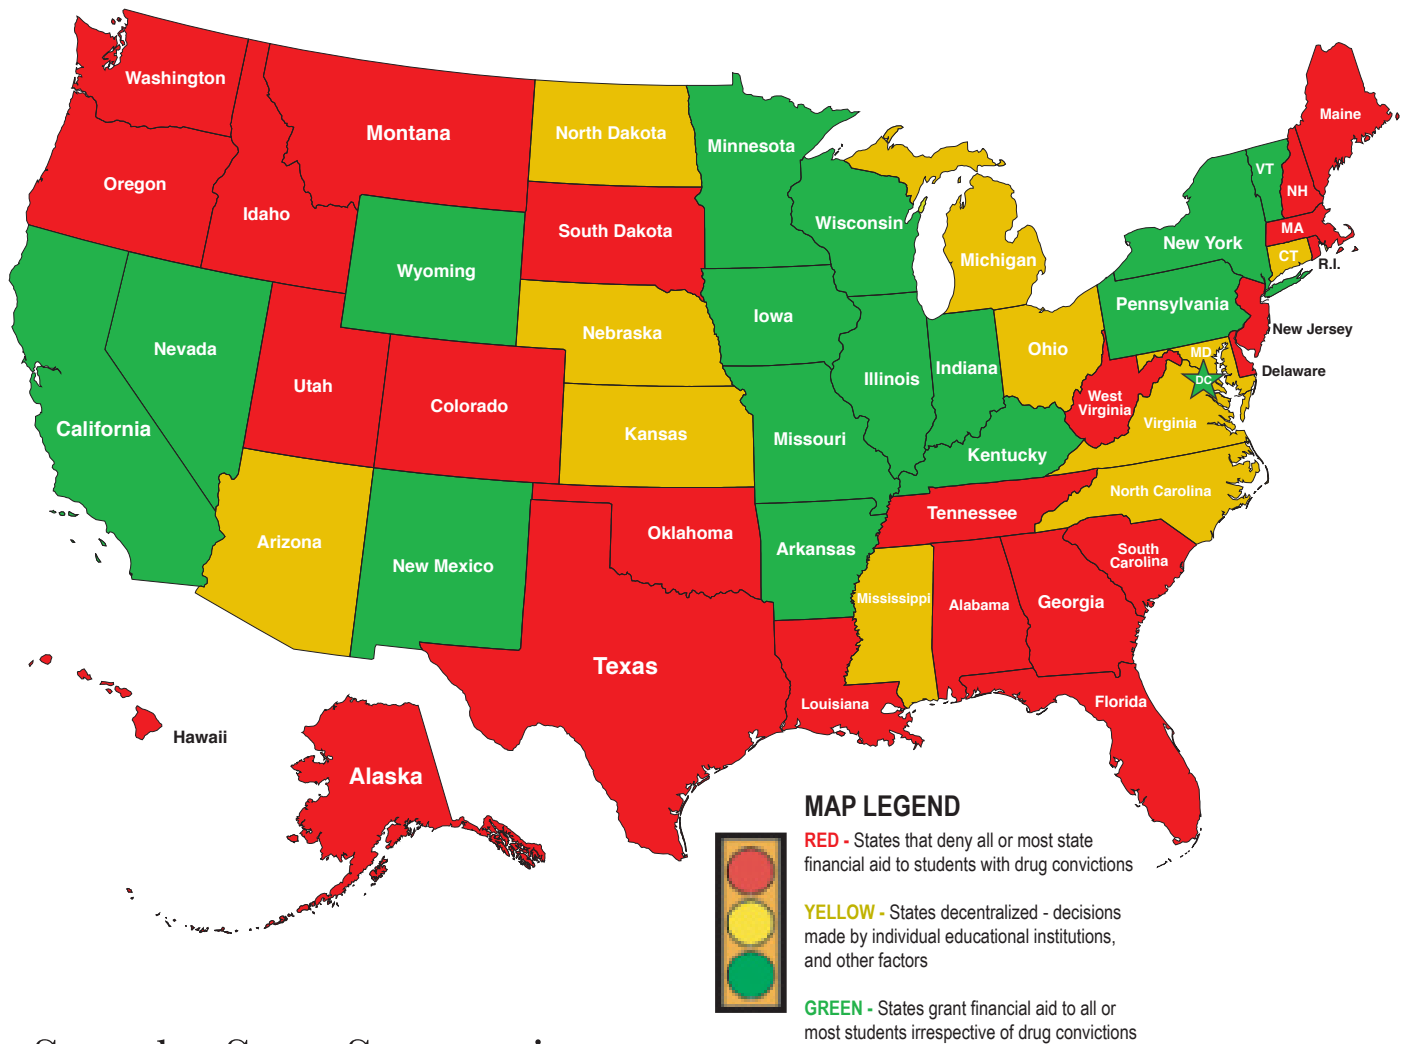 Washington
Montana
North Dakota
Minnesota
Maine
Oregon
Idaho
South Dakota
Wisconsin
VT
NH
MA
New York
CT
R.I.
Wyoming
Michigan
Pennsylvania
Iowa
Nebraska
New Jersey
Nevada
Ohio
MD
Delaware
DC
Utah
Illinois
Indiana
Colorado
West
Virginia
Virginia
California
Kansas
Missouri
Kentucky
North Carolina
Tennessee
Oklahoma
Arizona
New Mexico
Arkansas
South
Carolina
Mississippi
Alabama
Georgia
Texas
Louisiana
Florida
Hawaii
Alaska
MAP LEGEND
RED - States that deny all or most state
financial aid to students with drug convictions
YELLOW - States decentralized - decisions
made by individual educational institutions,
and other factors
GREEN - States grant financial aid to all or
most students irrespective of drug convictions